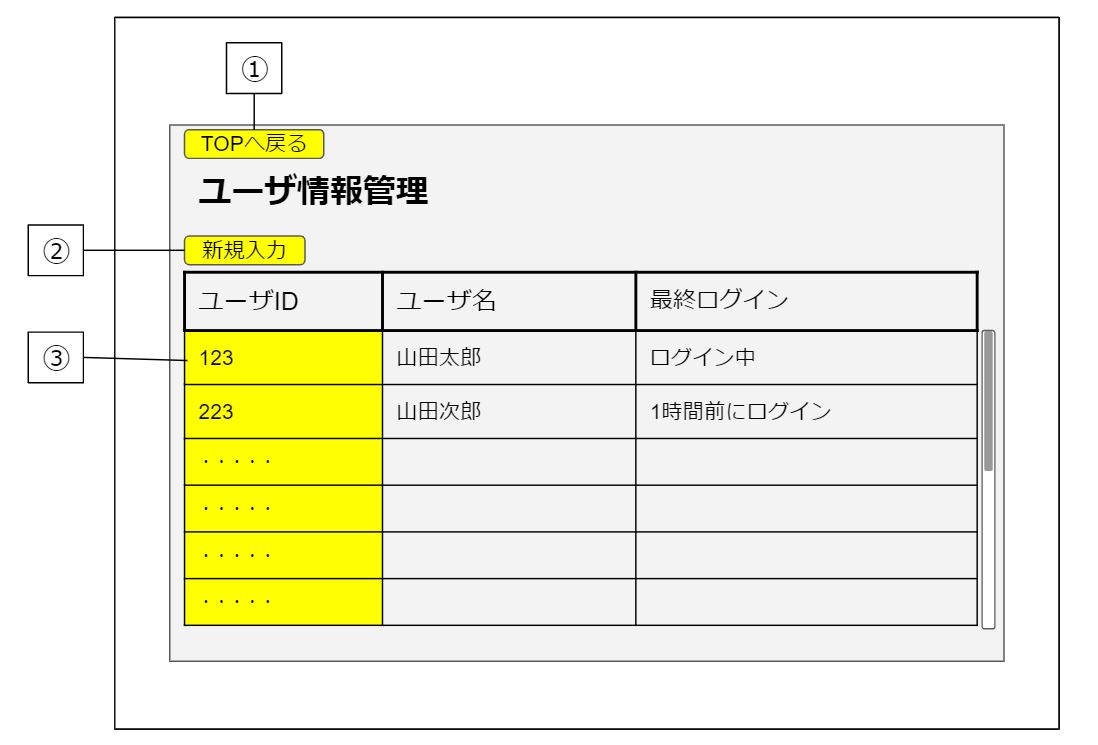 ①
TOPへ戻る
ユーザ情報管理
②
新規入力
ユーザID ユーザ名 最終ログイン
③
123 山田太郎 ログイン中
223 山田次郎 1時間前にログイン
・・・・・
・・・・・
・・・・・
・・・・・